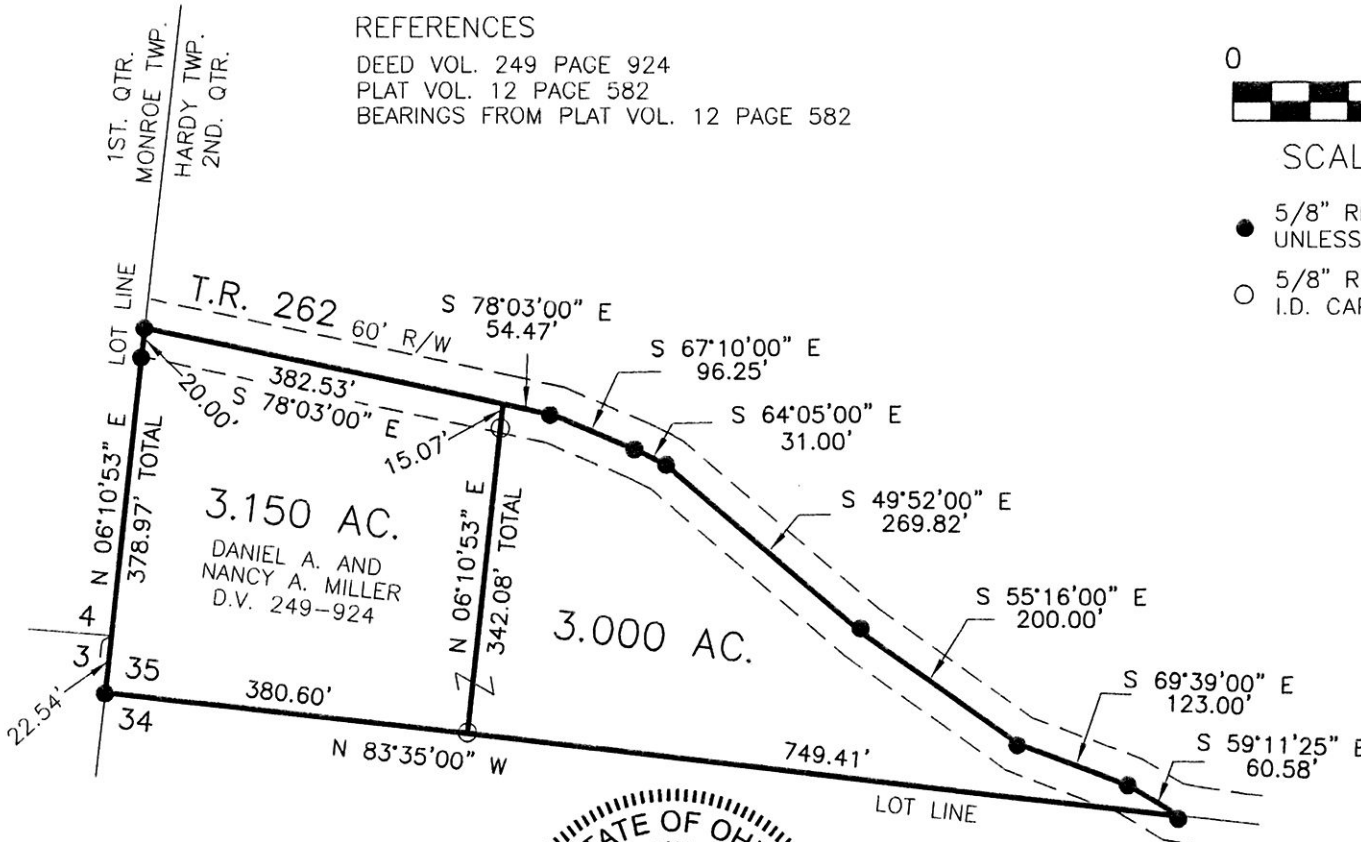 REFERENCES
DEED VOL. 249 PAGE 924
PLAT VOL. 12 PAGE 582
BEARINGS FROM PLAT VOL. 12 PAGE 582
1ST. QTR.
MONROE TWP.
HARDY TWP.
2ND. QTR.
0
5/8"
UNLESS
5/8"
I.D.
LOT LINE
T.R. 262
60' R/W
S 78°03'00" E
54.47'
S 67°10'00" E
96.25'
S 64°05'00" E
31.00'
382.53'
S 78°03'00" E
20.00'
15.07'
N 06°10'53" E
378.97' TOTAL
3.150 AC.
DANIEL A. AND
NANCY A. MILLER
D.V. 249-924
N 06°10'53" E
342.08' TOTAL
3.000 AC.
S 49°52'00" E
269.82'
S 55°16'00" E
200.00'
S 69°39'00" E
123.00'
S 59°11'25" E
60.58'
4
3
35
34
22.54'
380.60'
N 83°35'00" W
749.41'
LOT LINE
STATE OF